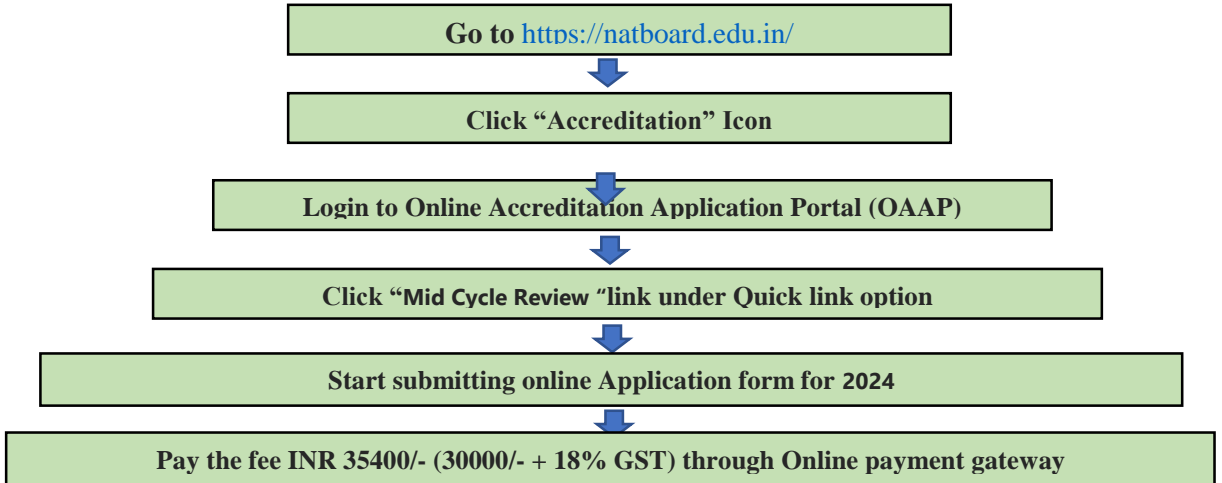 Go to https://natboard.edu.in/
Click “Accreditation” Icon
Login to Online Accreditation Application Portal (OAAP)
Click “Mid Cycle Review “link under Quick link option
Start submitting online Application form for 2024
Pay the fee INR 35400/- (30000/- + 18% GST) through Online payment gateway